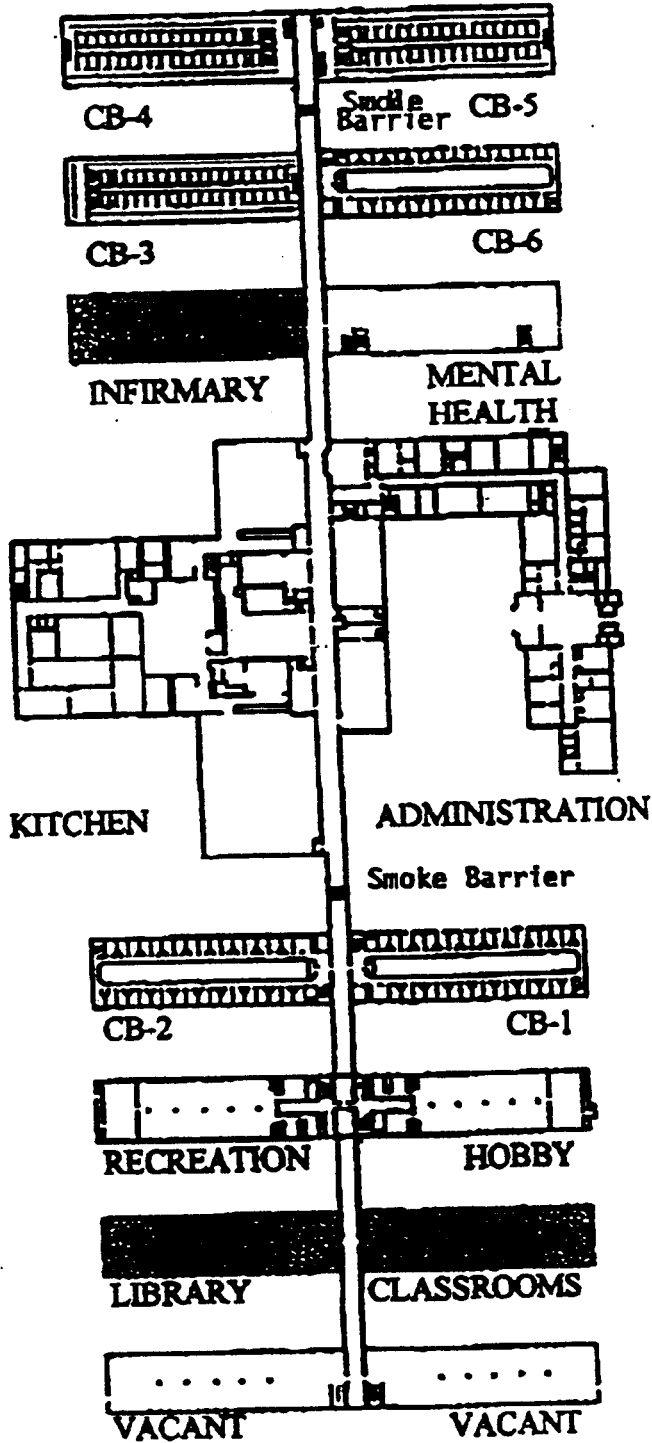 CB-4
Smoke
Barrier
CB-5
CB-3
CB-6
INFIRMARY
MENTAL
HEALTH
KITCHEN
ADMINISTRATION
Smoke Barrier
CB-2
CB-1
RECREATION
HOBBY
LIBRARY
CLASSROOMS
VACANT
VACANT